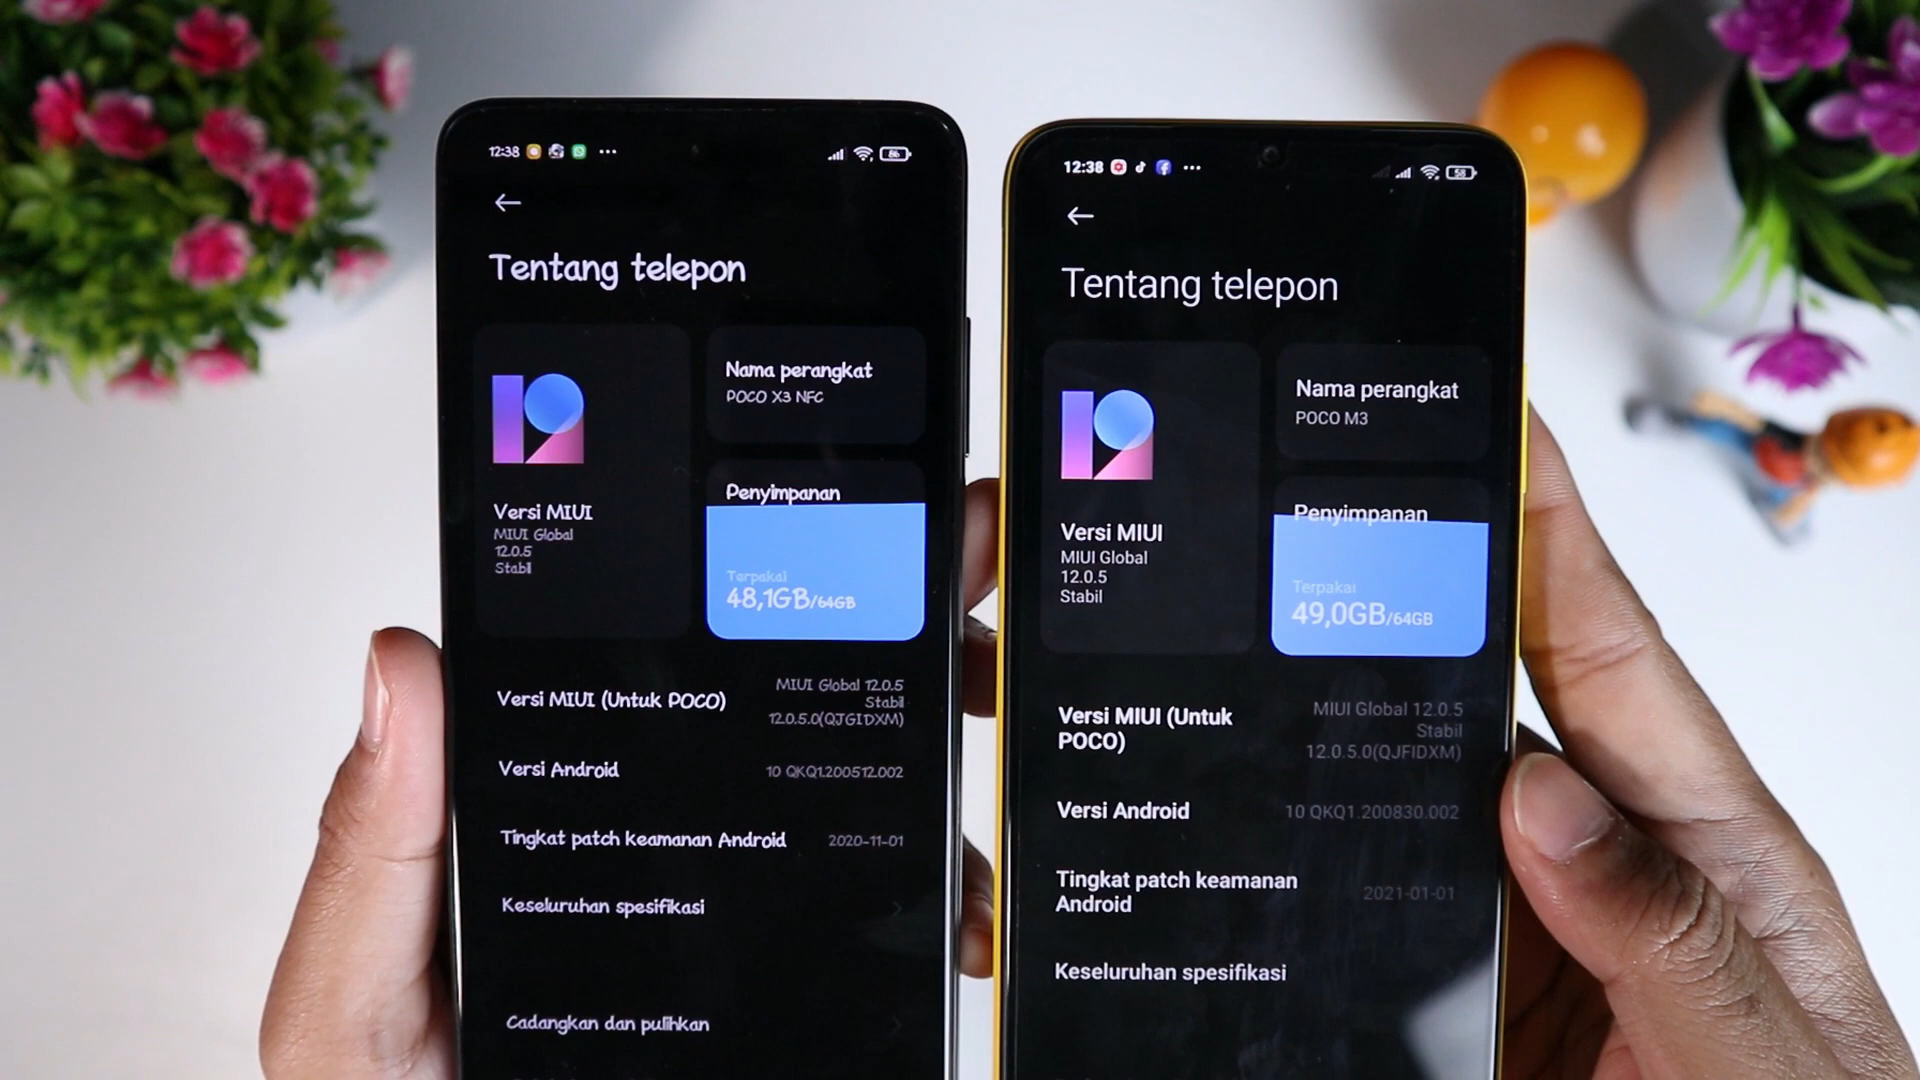 12:38
86
Tentang telepon
Nama perangkat
POCO X3 NFC
Versi MIUI
MIUI Global
12.0.5
Stabil
Penyimpanan
Terpakai
48,1GB/64GB
Versi MIUI (Untuk POCO)
MIUI Global 12.0.5
Stabil
12.0.5.0(QJGIDXM)
Versi Android
10 QKQ1.200512.002
Tingkat patch keamanan Android
2020-11-01
Keseluruhan spesifikasi
Cadangkan dan pulihkan
12:38
58
Tentang telepon
Nama perangkat
POCO M3
Versi MIUI
MIUI Global
12.0.5
Stabil
Penyimpanan
Terpakai
49,0GB/64GB
Versi MIUI (Untuk
POCO)
MIUI Global 12.0.5
Stabil
12.0.5.0(QJFIDXM)
Versi Android
10 QKQ1.200830.002
Tingkat patch keamanan
Android
2021-01-01
Keseluruhan spesifikasi